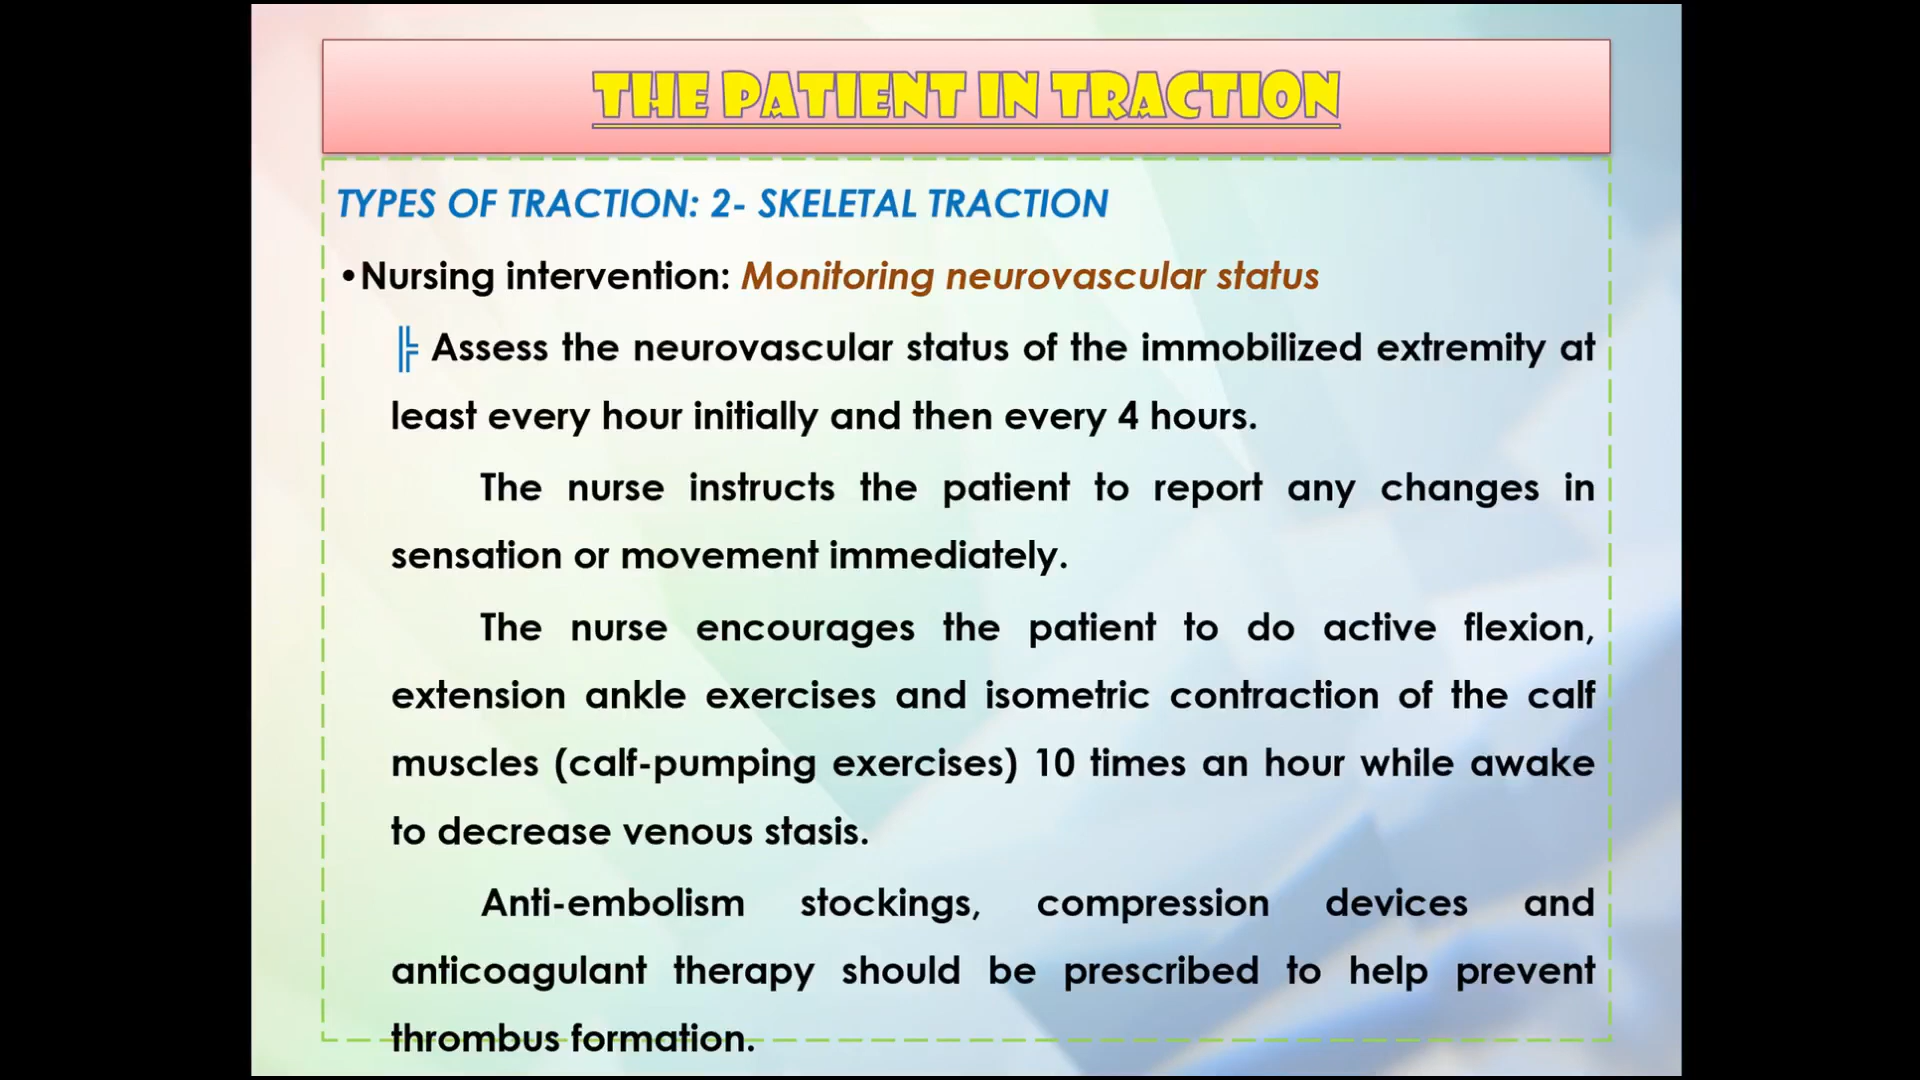 THE PATIENT IN TRACTION
TYPES OF TRACTION: 2- SKELETAL TRACTION
•Nursing intervention: Monitoring neurovascular status
╠ Assess the neurovascular status of the immobilized extremity at
least every hour initially and then every 4 hours.
The nurse instructs the patient to report any changes in
sensation or movement immediately.
The nurse encourages the patient to do active flexion,
extension ankle exercises and isometric contraction of the calf
muscles (calf-pumping exercises) 10 times an hour while awake
to decrease venous stasis.
Anti-embolism stockings, compression devices and
anticoagulant therapy should be prescribed to help prevent
thrombus formation.